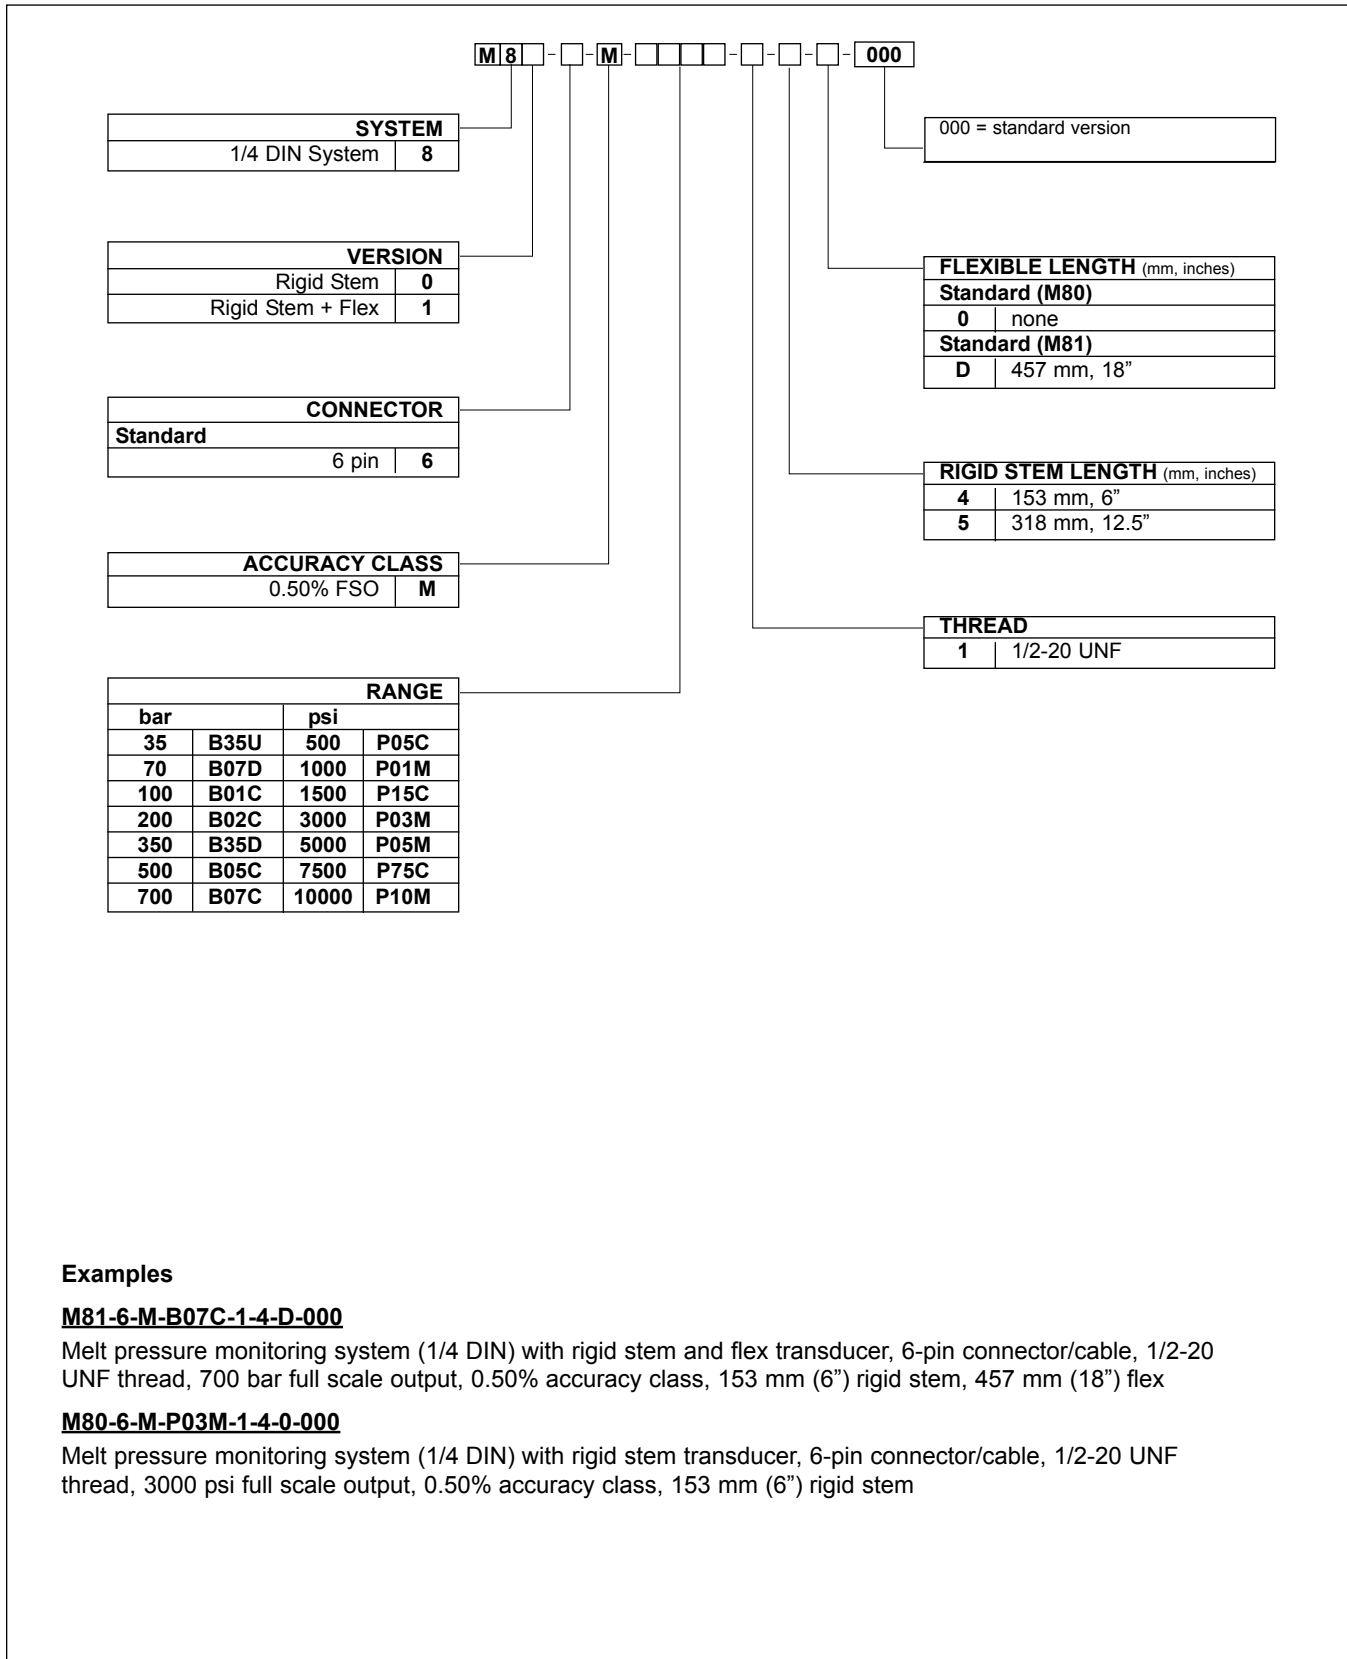 M 8 - - M - - - - 000
SYSTEM
1/4 DIN System 8
VERSION
Rigid Stem 0
Rigid Stem + Flex 1
CONNECTOR
Standard
6 pin 6
ACCURACY CLASS
0.50% FSO M
RANGE
bar psi
35 B35U 500 P05C
70 B07D 1000 P01M
100 B01C 1500 P15C
200 B02C 3000 P03M
350 B35D 5000 P05M
500 B05C 7500 P75C
700 B07C 10000 P10M
000 = standard version
FLEXIBLE LENGTH (mm, inches)
Standard (M80)
0 none
Standard (M81)
D 457 mm, 18”
RIGID STEM LENGTH (mm, inches)
4 153 mm, 6”
5 318 mm, 12.5”
THREAD
1 1/2-20 UNF
Examples
M81-6-M-B07C-1-4-D-000
Melt pressure monitoring system (1/4 DIN) with rigid stem and flex transducer, 6-pin connector/cable, 1/2-20
UNF thread, 700 bar full scale output, 0.50% accuracy class, 153 mm (6”) rigid stem, 457 mm (18”) flex
M80-6-M-P03M-1-4-0-000
Melt pressure monitoring system (1/4 DIN) with rigid stem transducer, 6-pin connector/cable, 1/2-20 UNF
thread, 3000 psi full scale output, 0.50% accuracy class, 153 mm (6”) rigid stem